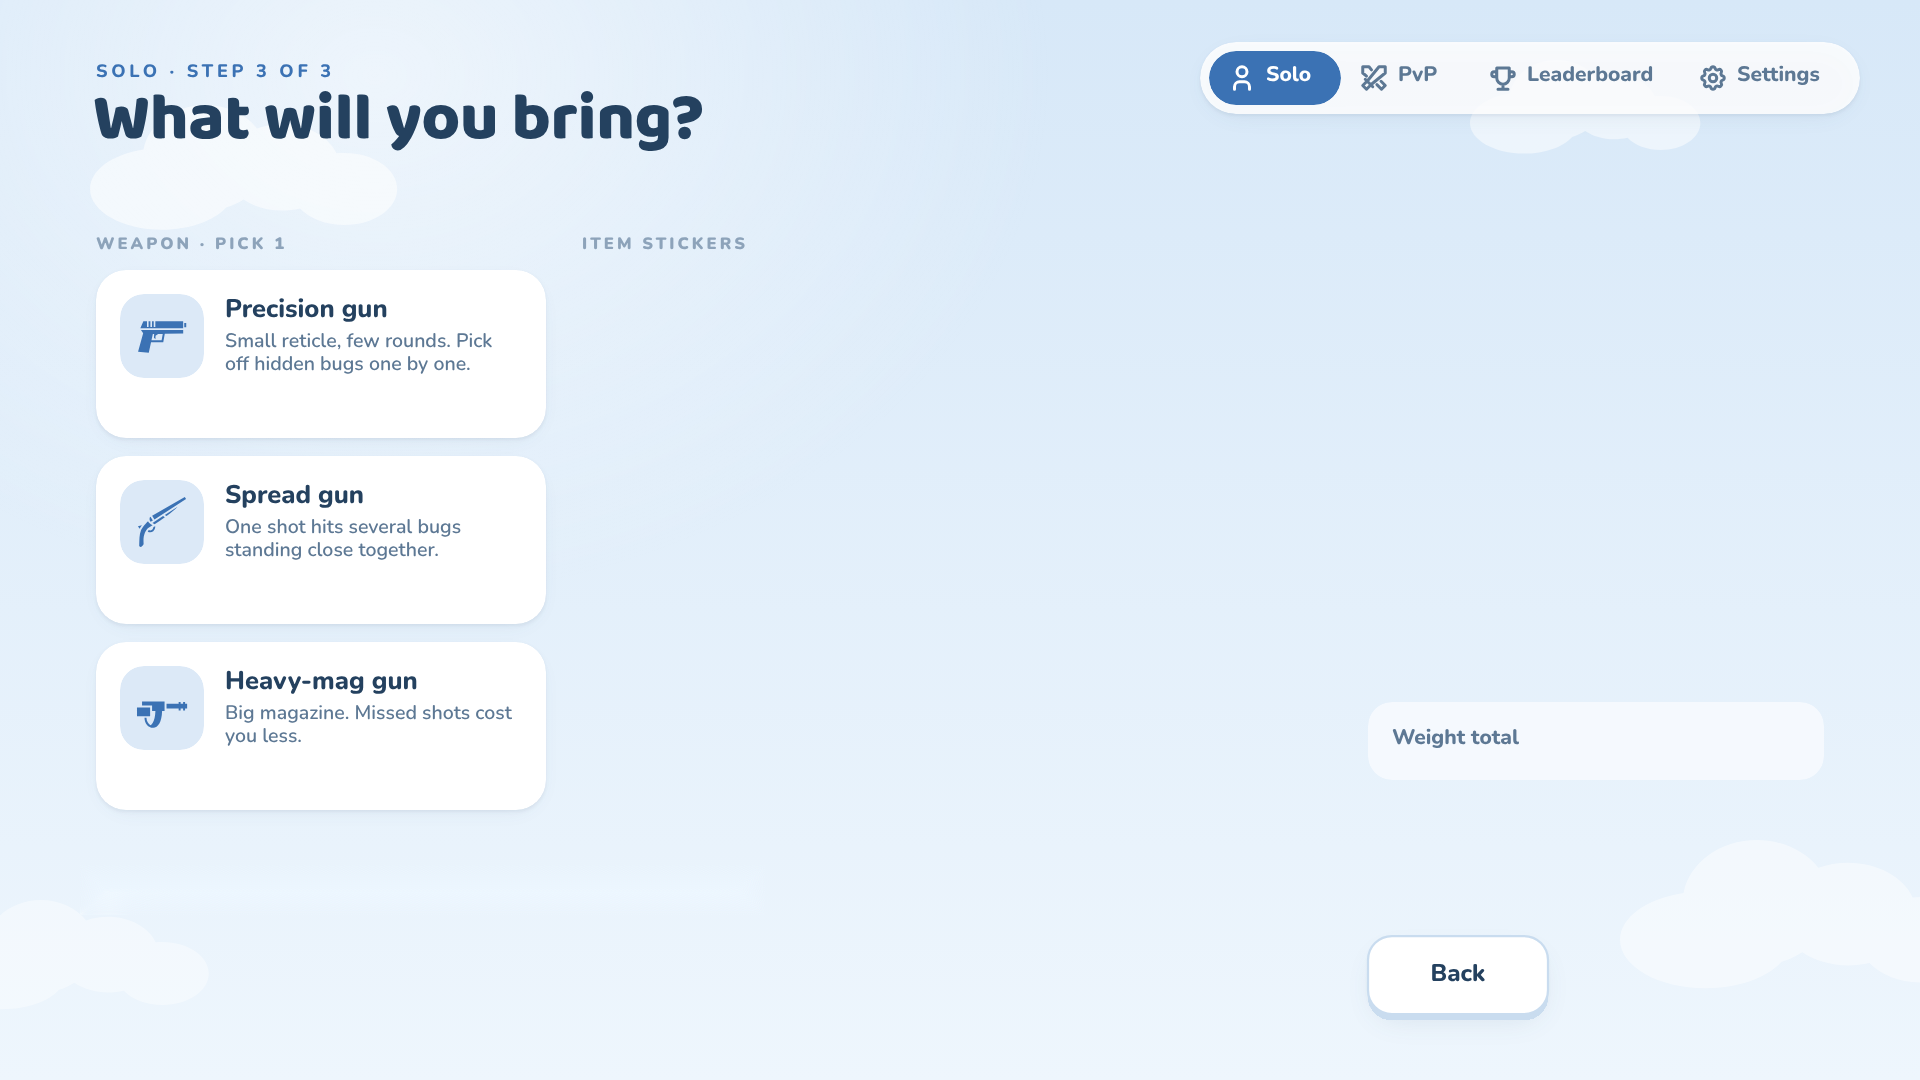 SOLO · STEP 3 OF 3
What will you bring?
Solo
PvP
Leaderboard
Settings
WEAPON · PICK 1
ITEM STICKERS
Precision gun
Small reticle, few rounds. Pick
off hidden bugs one by one.
Spread gun
One shot hits several bugs
standing close together.
Heavy-mag gun
Big magazine. Missed shots cost
you less.
Weight total
Back